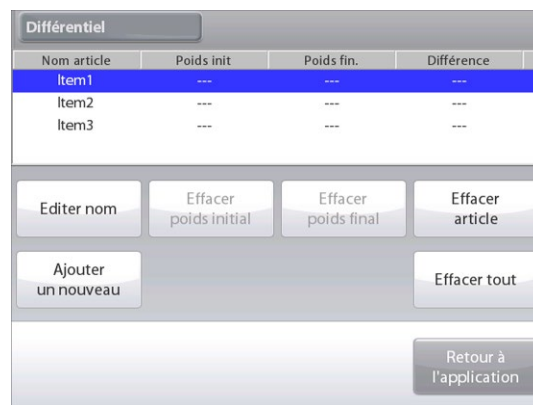 Différentiel
Nom article Poids init Poids fin. Différence
Item1 --- --- ---
Item2 --- --- ---
Item3 --- --- ---
Editer nom Effacer poids initial Effacer poids final Effacer article
Ajouter un nouveau Effacer tout
Retour à l'application